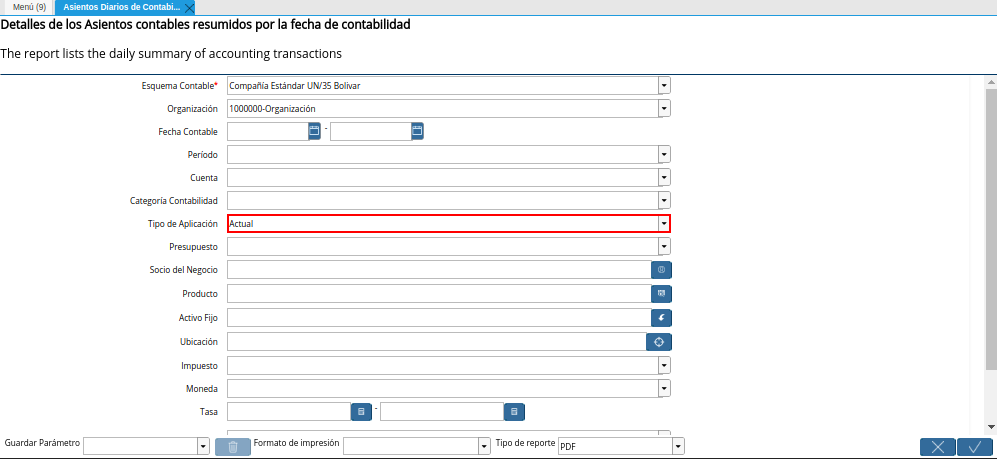 Menú (9)
Asientos Diarios de Contabi...
Detalles de los Asientos contables resumidos por la fecha de contabilidad
The report lists the daily summary of accounting transactions
Esquema Contable* Compañía Estándar UN/35 Bolivar
Organización 1000000-Organización
Fecha Contable -
Período
Cuenta
Categoría Contabilidad
Tipo de Aplicación Actual
Presupuesto
Socio del Negocio
Producto
Activo Fijo
Ubicación
Impuesto
Moneda
Tasa -
Guardar Parámetro Formato de impresión Tipo de reporte PDF